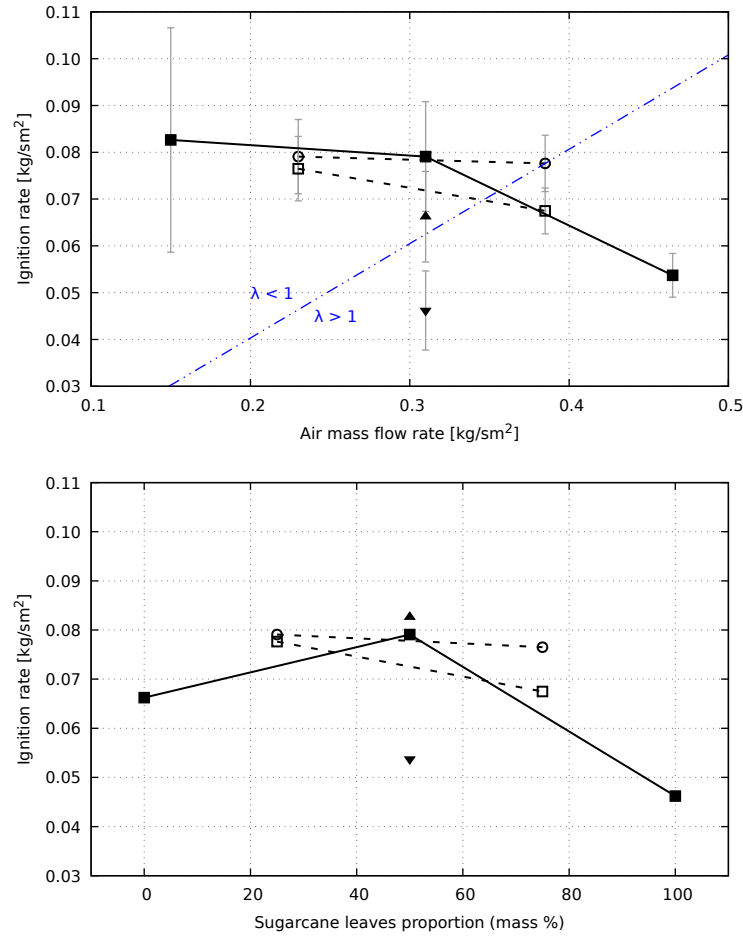 0.11
0.10
0.09
0.08
0.07
0.06
0.05
0.04
0.03
Ignition rate [kg/sm²]
λ < 1
λ > 1
0.1 0.2 0.3 0.4 0.5
Air mass flow rate [kg/sm²]
0.11
0.10
0.09
0.08
0.07
0.06
0.05
0.04
0.03
Ignition rate [kg/sm²]
0 20 40 60 80 100
Sugarcane leaves proportion (mass %)